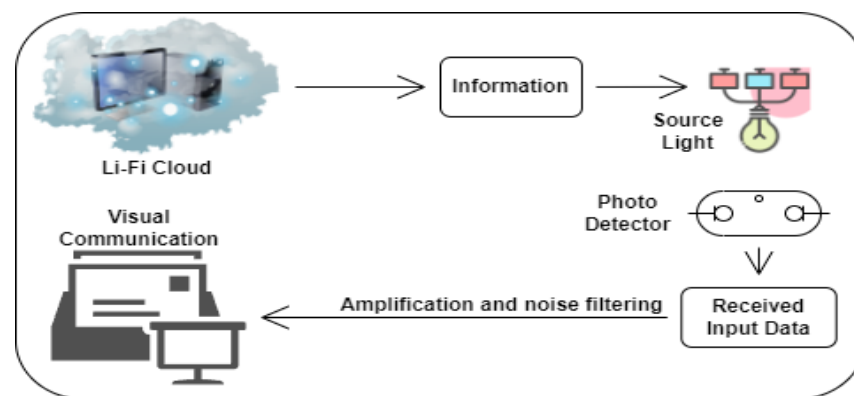 Information
Source
Light
Li-Fi Cloud
Photo
Detector
Visual
Communication
Amplification and noise filtering
Received
Input Data